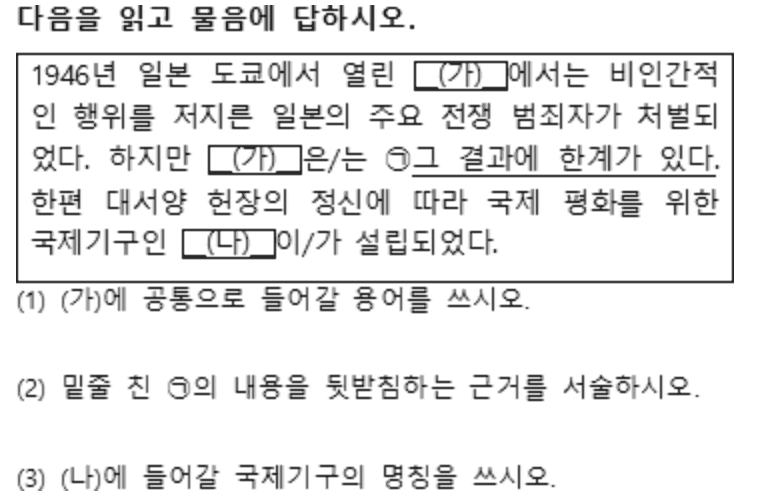 다음을 읽고 물음에 답하시오.
1946년 일본 도쿄에서 열린 (가) 에서는 비인간적
인 행위를 저지른 일본의 주요 전쟁 범죄자가 처벌되
었다. 하지만 (가) 은/는 ㉠그 결과에 한계가 있다.
한편 대서양 헌장의 정신에 따라 국제 평화를 위한
국제기구인 (나) 이/가 설립되었다.
(1) (가)에 공통으로 들어갈 용어를 쓰시오.
(2) 밑줄 친 ㉠의 내용을 뒷받침하는 근거를 서술하시오.
(3) (나)에 들어갈 국제기구의 명칭을 쓰시오.